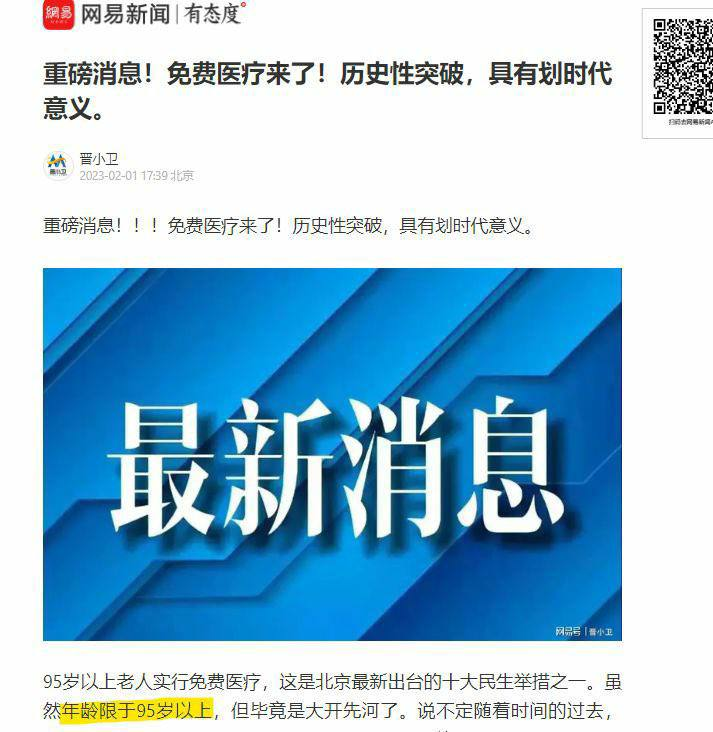 網易 網易新闻 | 有态度°
NEWS
重磅消息！免费医疗来了！历史性突破，具有划时代
意义。
晋小卫
晋小卫
2023-02-01 17:39 北京
扫码去网易新闻
重磅消息！！！免费医疗来了！历史性突破，具有划时代意义。
最新消息
网易号 | 晋小卫
95岁以上老人实行免费医疗，这是北京最新出台的十大民生举措之一。虽
然年龄限于95岁以上，但毕竟是大开先河了。说不定随着时间的过去，